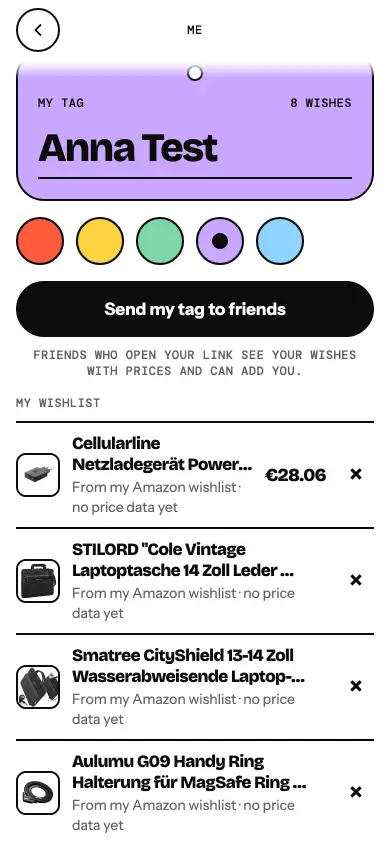 ME
MY TAG
8 WISHES
Anna Test
Send my tag to friends
FRIENDS WHO OPEN YOUR LINK SEE YOUR WISHES
WITH PRICES AND CAN ADD YOU.
MY WISHLIST
Cellularline
Netzladegerät Power...
€28.06
×
From my Amazon wishlist ·
no price data yet
STILORD "Cole Vintage
Laptoptasche 14 Zoll Leder ...
×
From my Amazon wishlist · no price
data yet
Smatree CityShield 13-14 Zoll
Wasserabweisende Laptop-...
×
From my Amazon wishlist · no price
data yet
Aulumu G09 Handy Ring
Halterung für MagSafe Ring ...
×
From my Amazon wishlist · no price
data yet